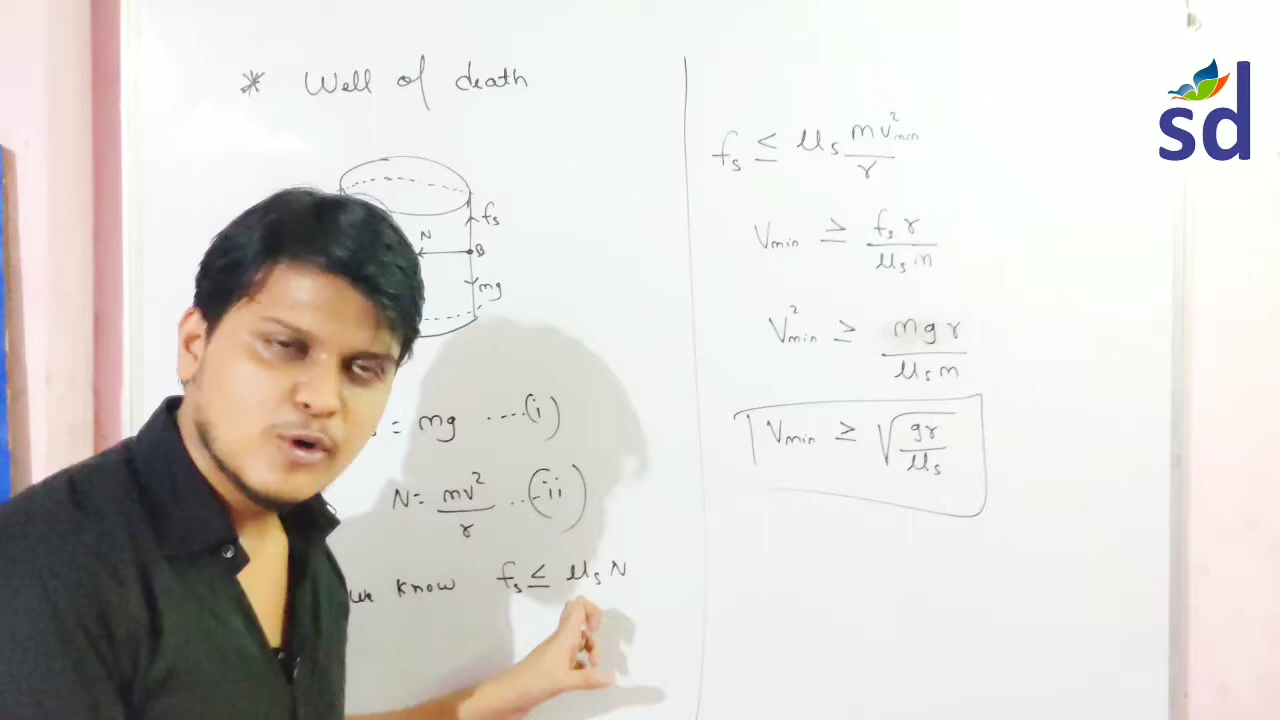 * Well of death
fs
N
B
mg
= mg ....(i)
N = mv²/r ...(ii)
we know fs ≤ μs N
fs ≤ μs mv²min/r
Vmin ≥ fs r/μs m
V²min ≥ mgr/μs m
Vmin ≥ √(gr/μs)
sd